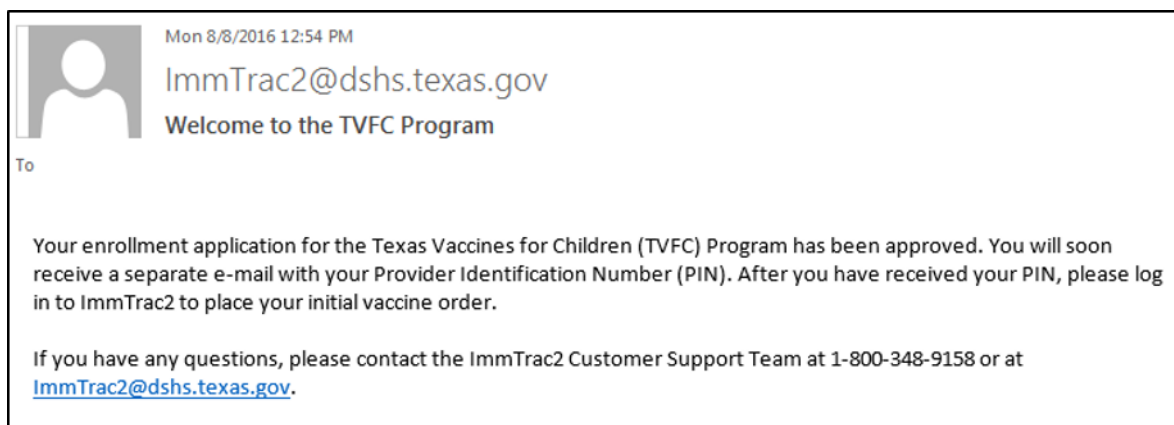 Mon 8/8/2016 12:54 PM
ImmTrac2@dshs.texas.gov
Welcome to the TVFC Program
To
Your enrollment application for the Texas Vaccines for Children (TVFC) Program has been approved. You will soon
receive a separate e-mail with your Provider Identification Number (PIN). After you have received your PIN, please log
in to ImmTrac2 to place your initial vaccine order.
If you have any questions, please contact the ImmTrac2 Customer Support Team at 1-800-348-9158 or at
ImmTrac2@dshs.texas.gov.